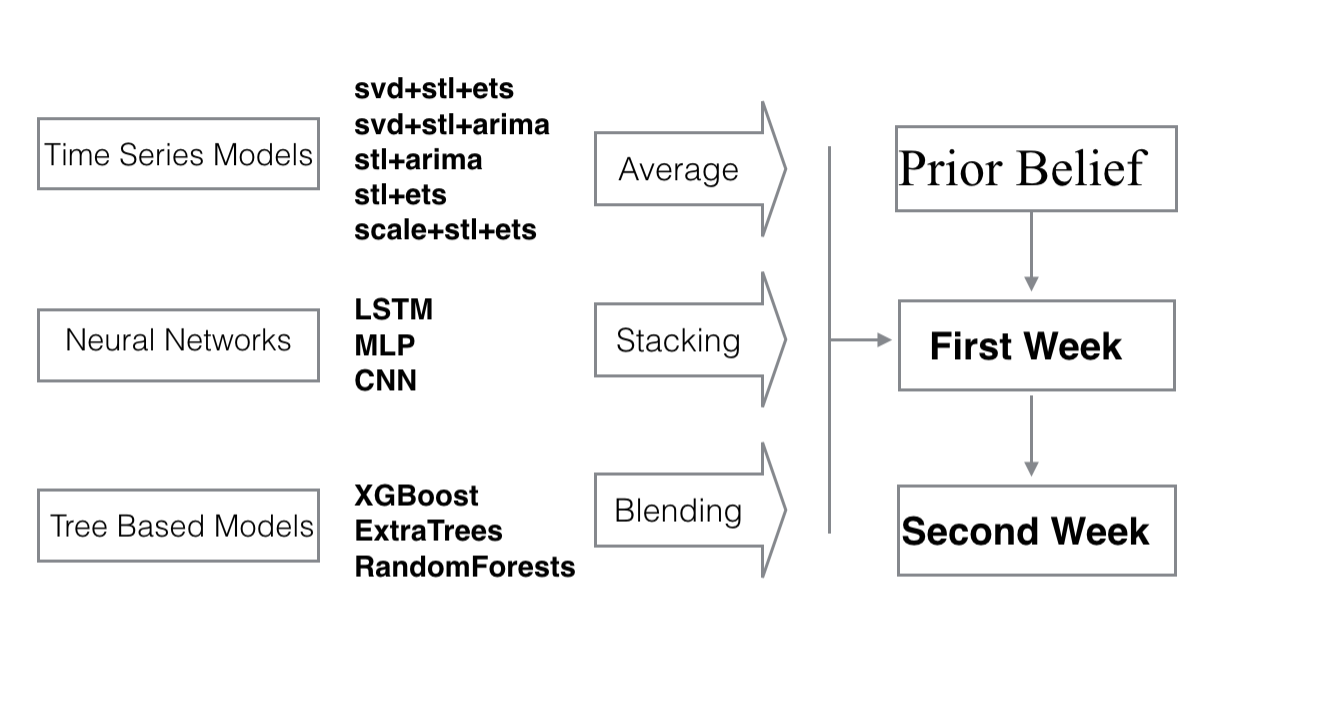 Time Series Models
svd+stl+ets
svd+stl+arima
stl+arima
stl+ets
scale+stl+ets
Average
Neural Networks
LSTM
MLP
CNN
Stacking
Tree Based Models
XGBoost
ExtraTrees
RandomForests
Blending
Prior Belief
First Week
Second Week